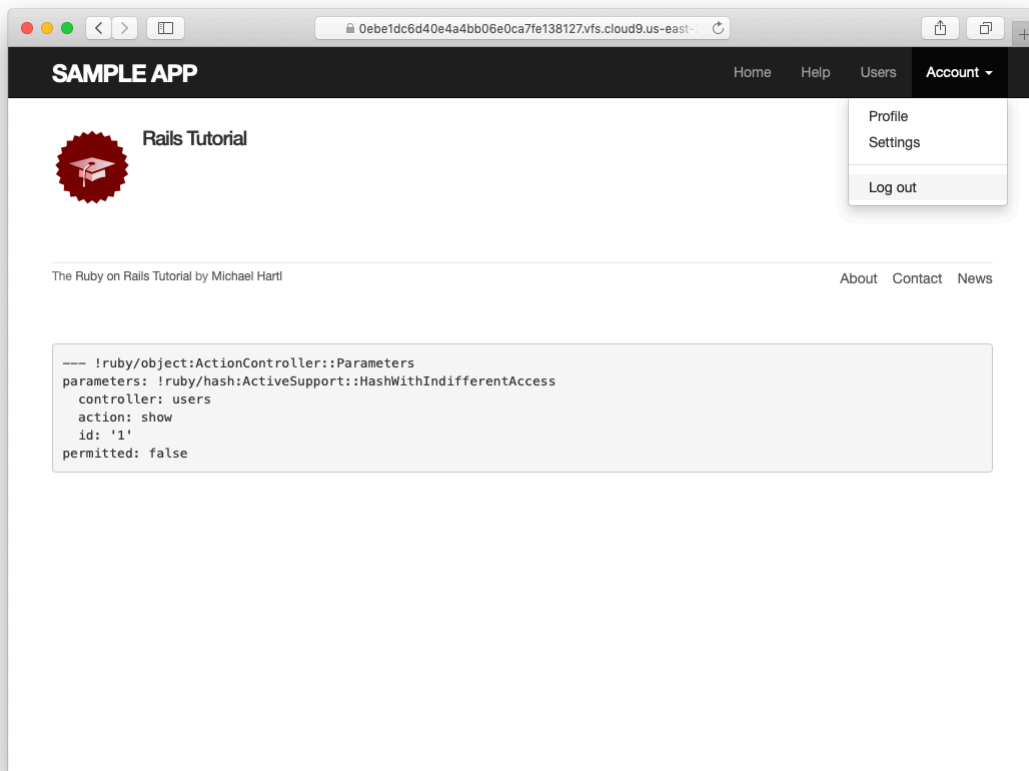 0ebe1dc6d40e4a4bb06e0ca7fe138127.vfs.cloud9.us-east-
SAMPLE APP
Home Help Users Account
Profile
Settings
Log out
Rails Tutorial
The Ruby on Rails Tutorial by Michael Hartl
About Contact News
--- !ruby/object:ActionController::Parameters
parameters: !ruby/hash:ActiveSupport::HashWithIndifferentAccess
  controller: users
  action: show
  id: '1'
permitted: false